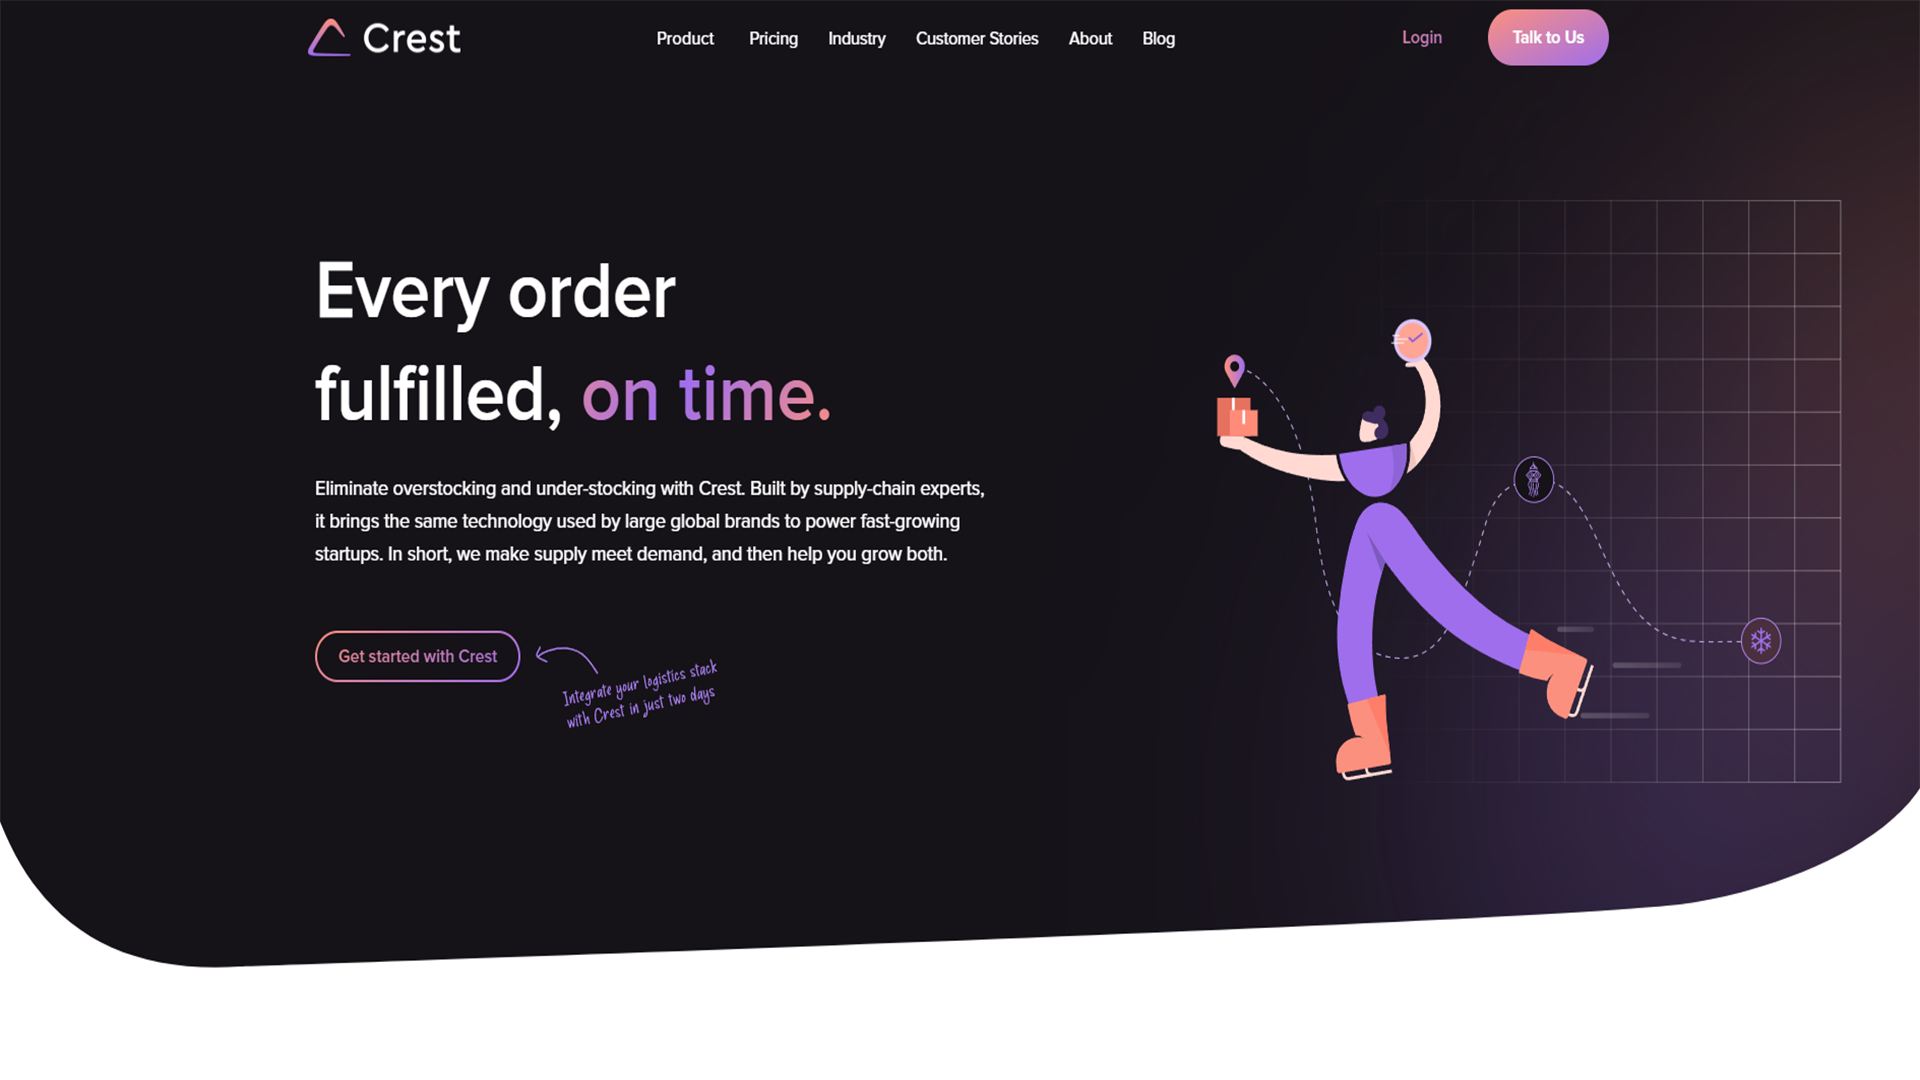 Crest
Product
Pricing
Industry
Customer Stories
About
Blog
Login
Talk to Us
Every order
fulfilled, on time.
Eliminate overstocking and under-stocking with Crest. Built by supply-chain experts,
it brings the same technology used by large global brands to power fast-growing
startups. In short, we make supply meet demand, and then help you grow both.
Get started with Crest
Integrate your logistics stack
with Crest in just two days